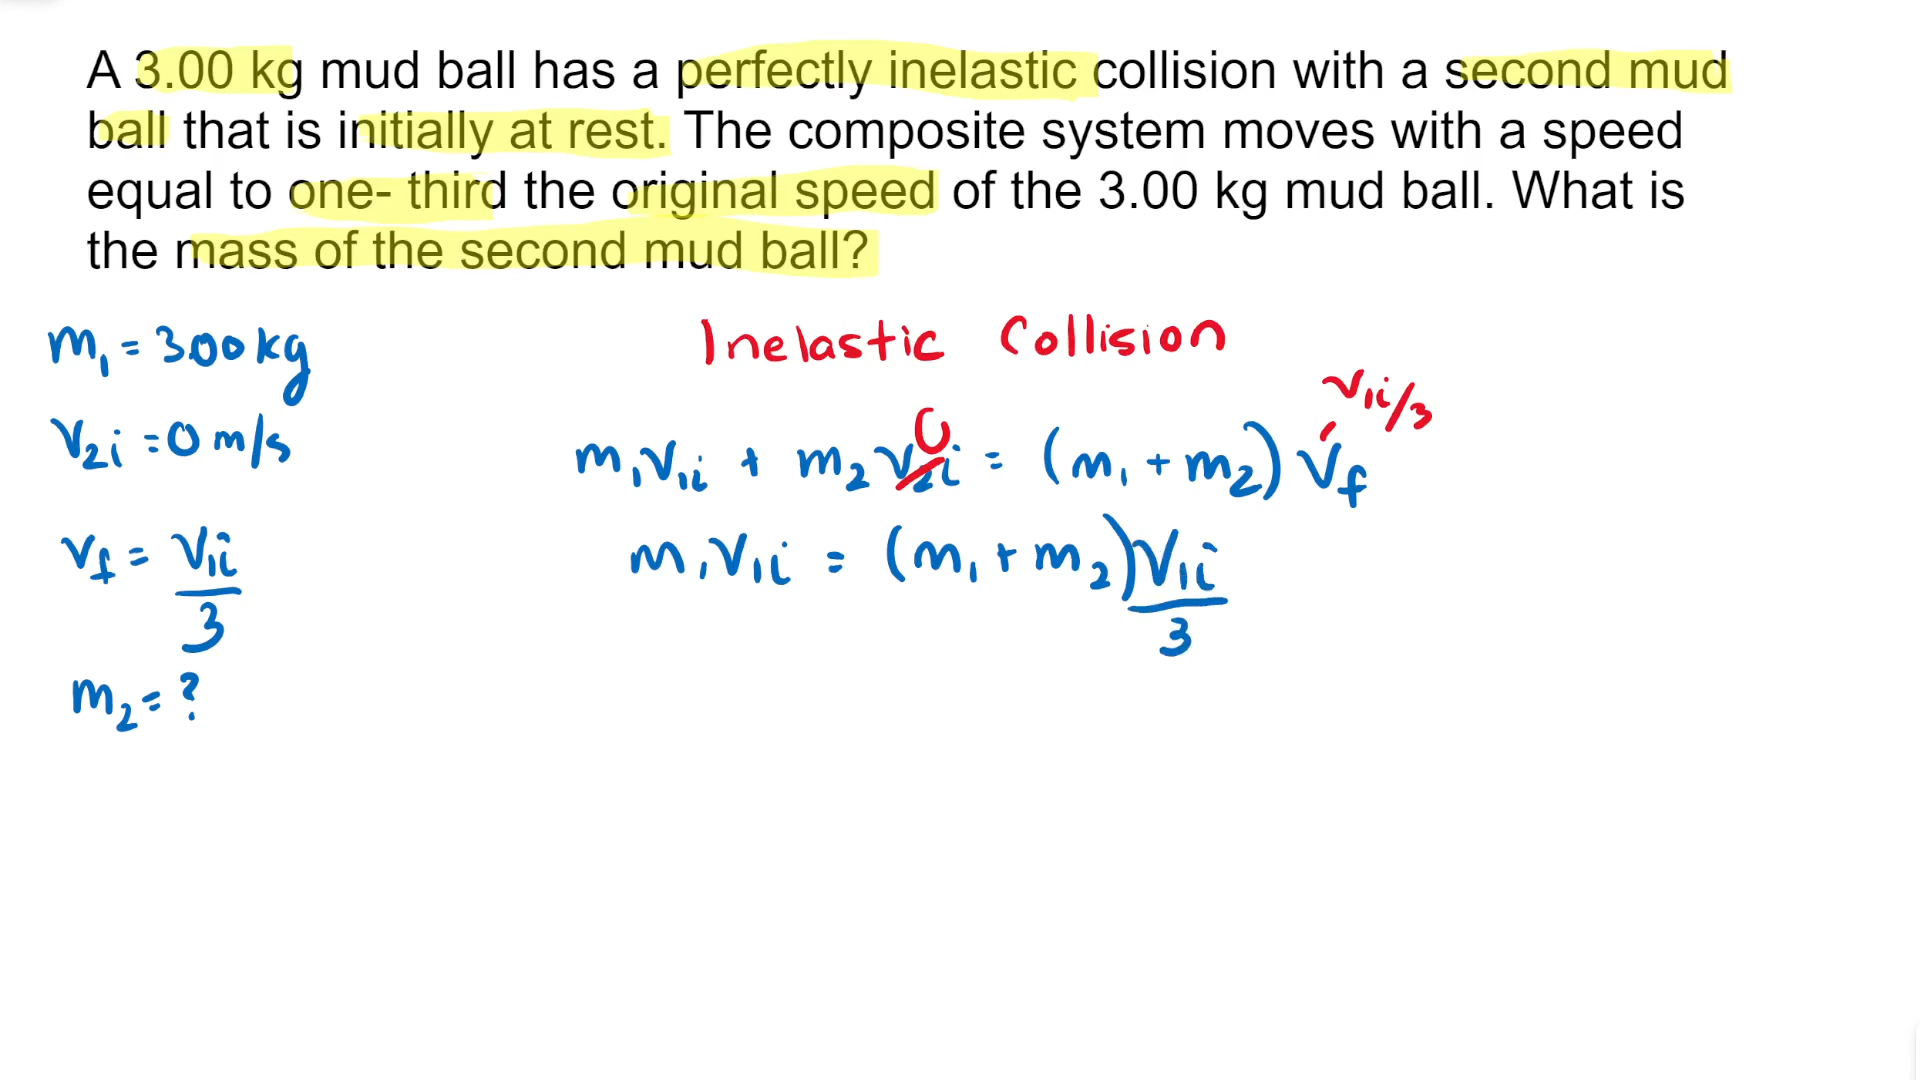 A 3.00 kg mud ball has a perfectly inelastic collision with a second mud
ball that is initially at rest. The composite system moves with a speed
equal to one- third the original speed of the 3.00 kg mud ball. What is
the mass of the second mud ball?
m₁ = 3.00 kg
v₂i = 0 m/s
vf = v₁i/3
m₂ = ?
Inelastic Collision
v₁i/3
0
m₁v₁i + m₂v₂i = (m₁ + m₂) vf
m₁v₁i = (m₁ + m₂) v₁i/3